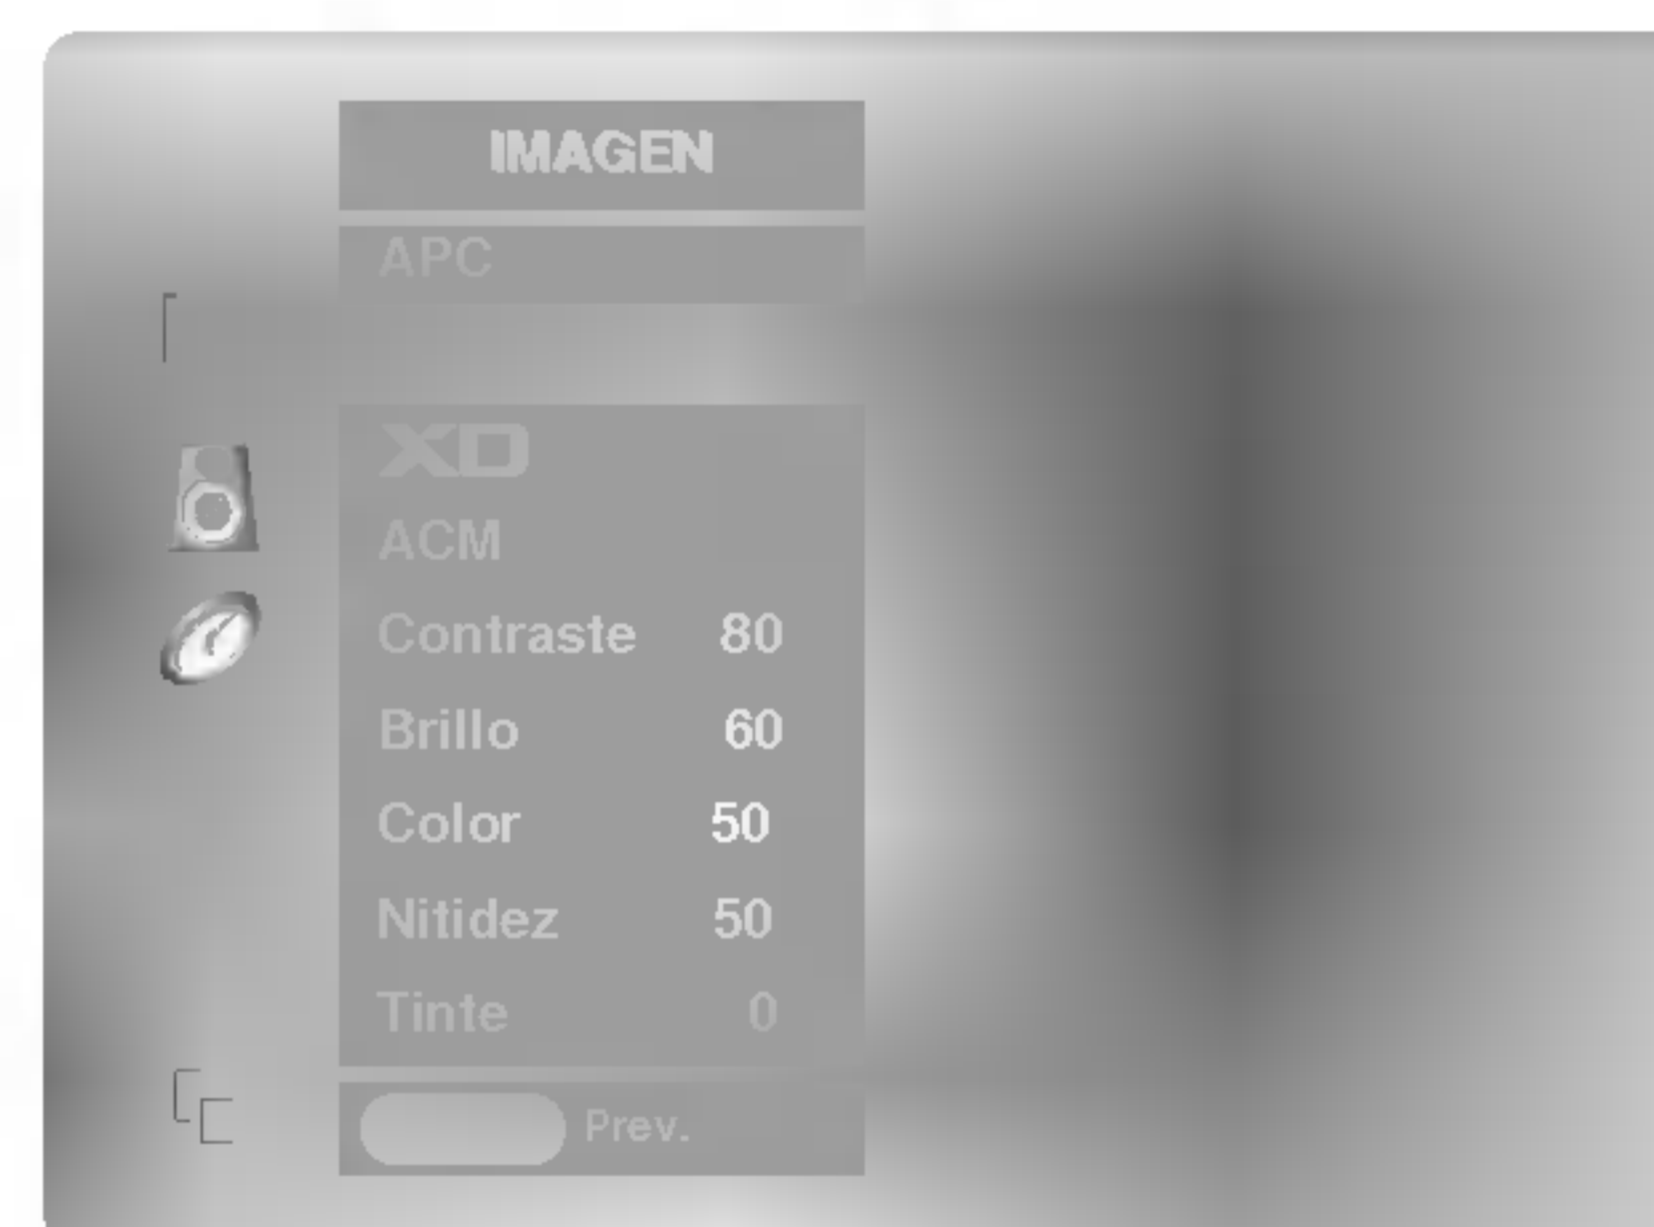 IMAGEN
APC
XD
ACM
Contraste 80
Brillo 60
Color 50
Nitidez 50
Tinte 0
Prev.